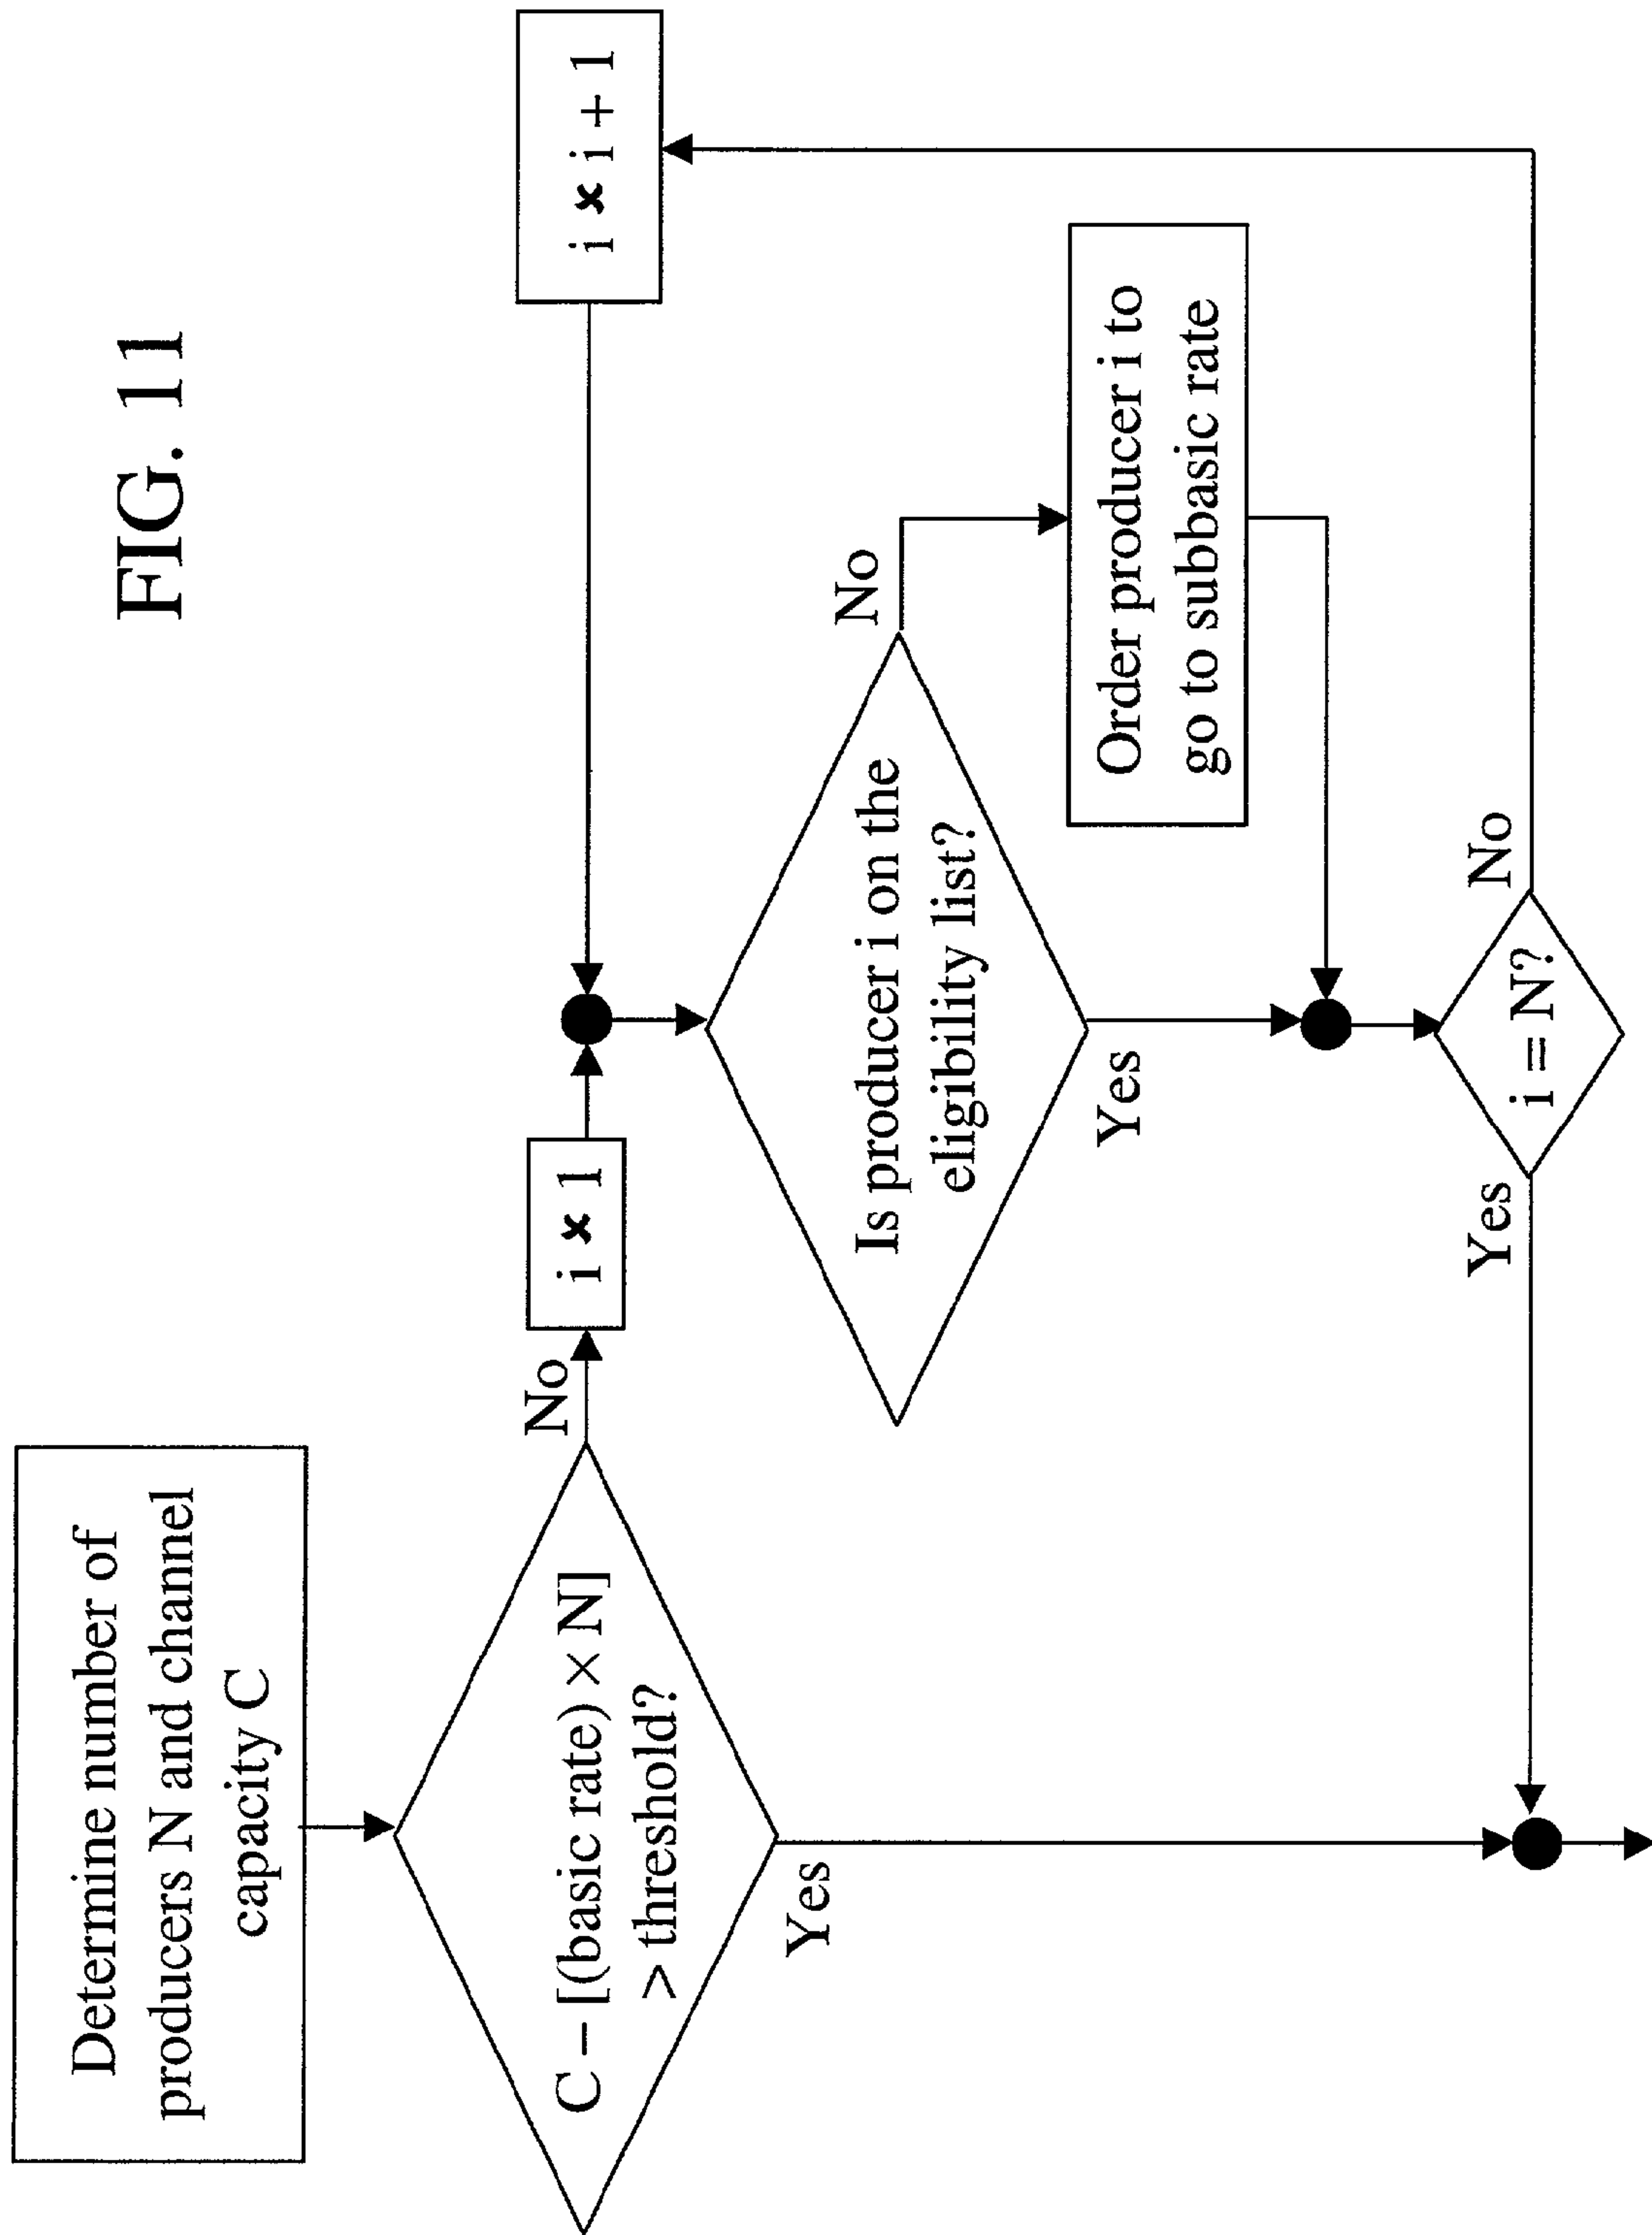 FIG. 11
Determine number of
producers N and channel
capacity C
C – [(basic rate) × N]
> threshold?
No
Yes
i × 1
i × i + 1
Is producer i on the
eligibility list?
No
Yes
Order producer i to
go to subbasic rate
i = N?
No
Yes